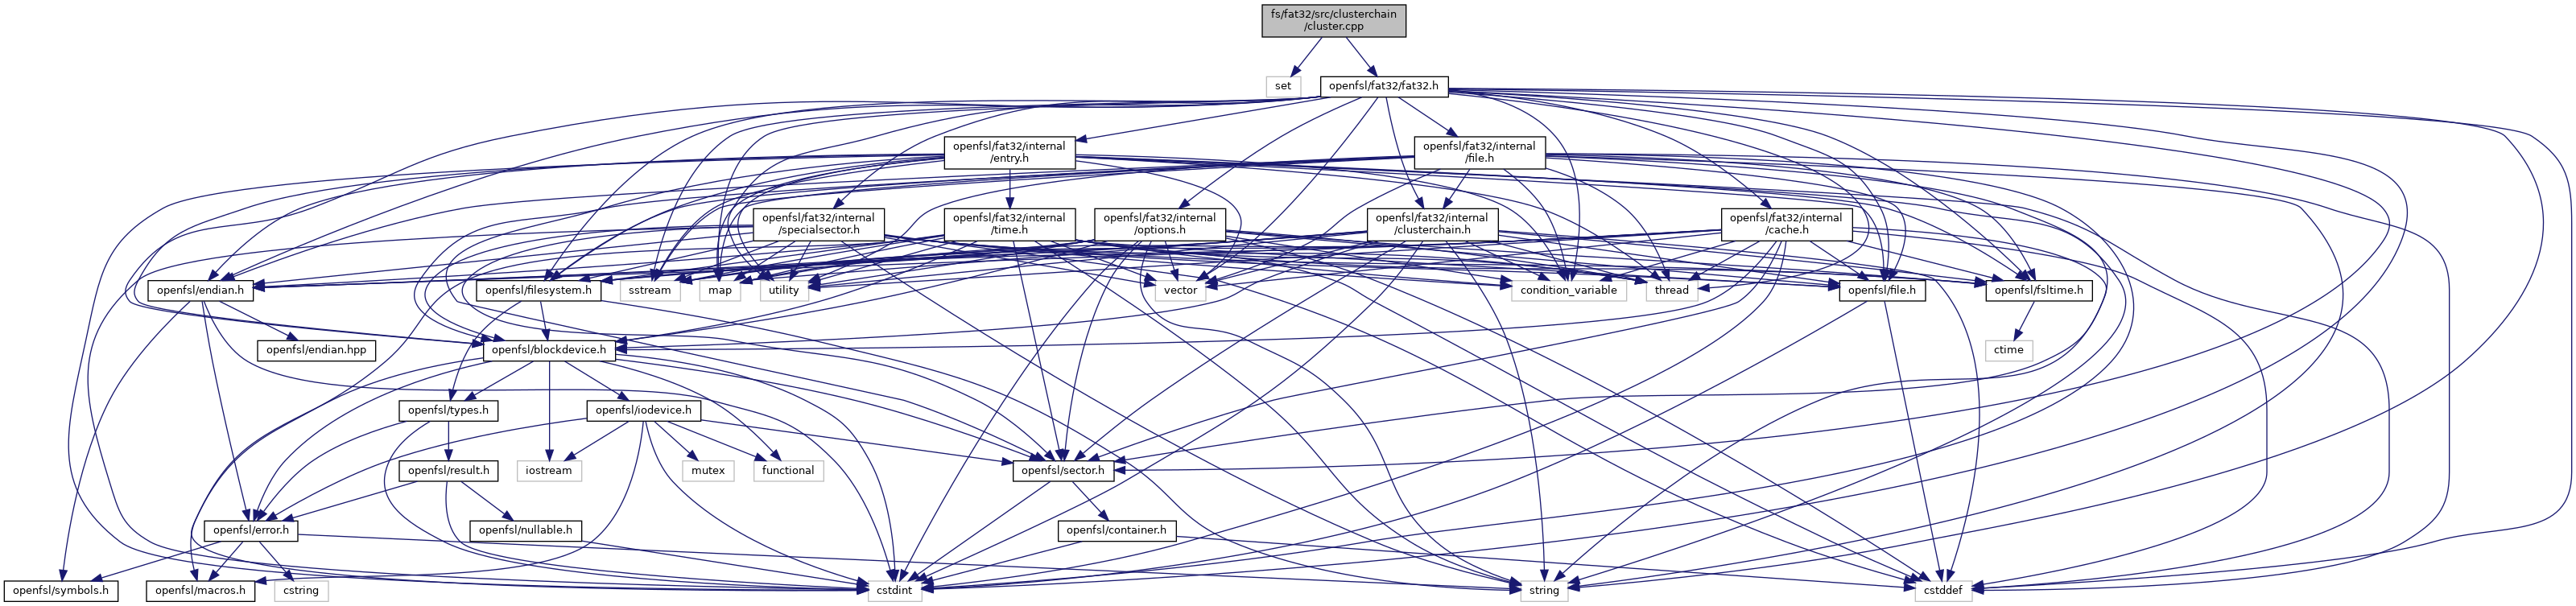 fs/fat32/src/clusterchain
/cluster.cpp
set
openfsl/fat32/fat32.h
openfsl/fat32/internal
/entry.h
openfsl/fat32/internal
/file.h
openfsl/fat32/internal
/specialsector.h
openfsl/fat32/internal
/time.h
openfsl/fat32/internal
/options.h
openfsl/fat32/internal
/clusterchain.h
openfsl/fat32/internal
/cache.h
openfsl/endian.h
openfsl/filesystem.h
sstream
map
utility
vector
condition_variable
thread
openfsl/file.h
openfsl/fsltime.h
openfsl/endian.hpp
openfsl/blockdevice.h
ctime
openfsl/types.h
openfsl/iodevice.h
openfsl/result.h
iostream
mutex
functional
openfsl/sector.h
openfsl/error.h
openfsl/nullable.h
openfsl/container.h
openfsl/symbols.h
openfsl/macros.h
cstring
cstdint
string
cstddef